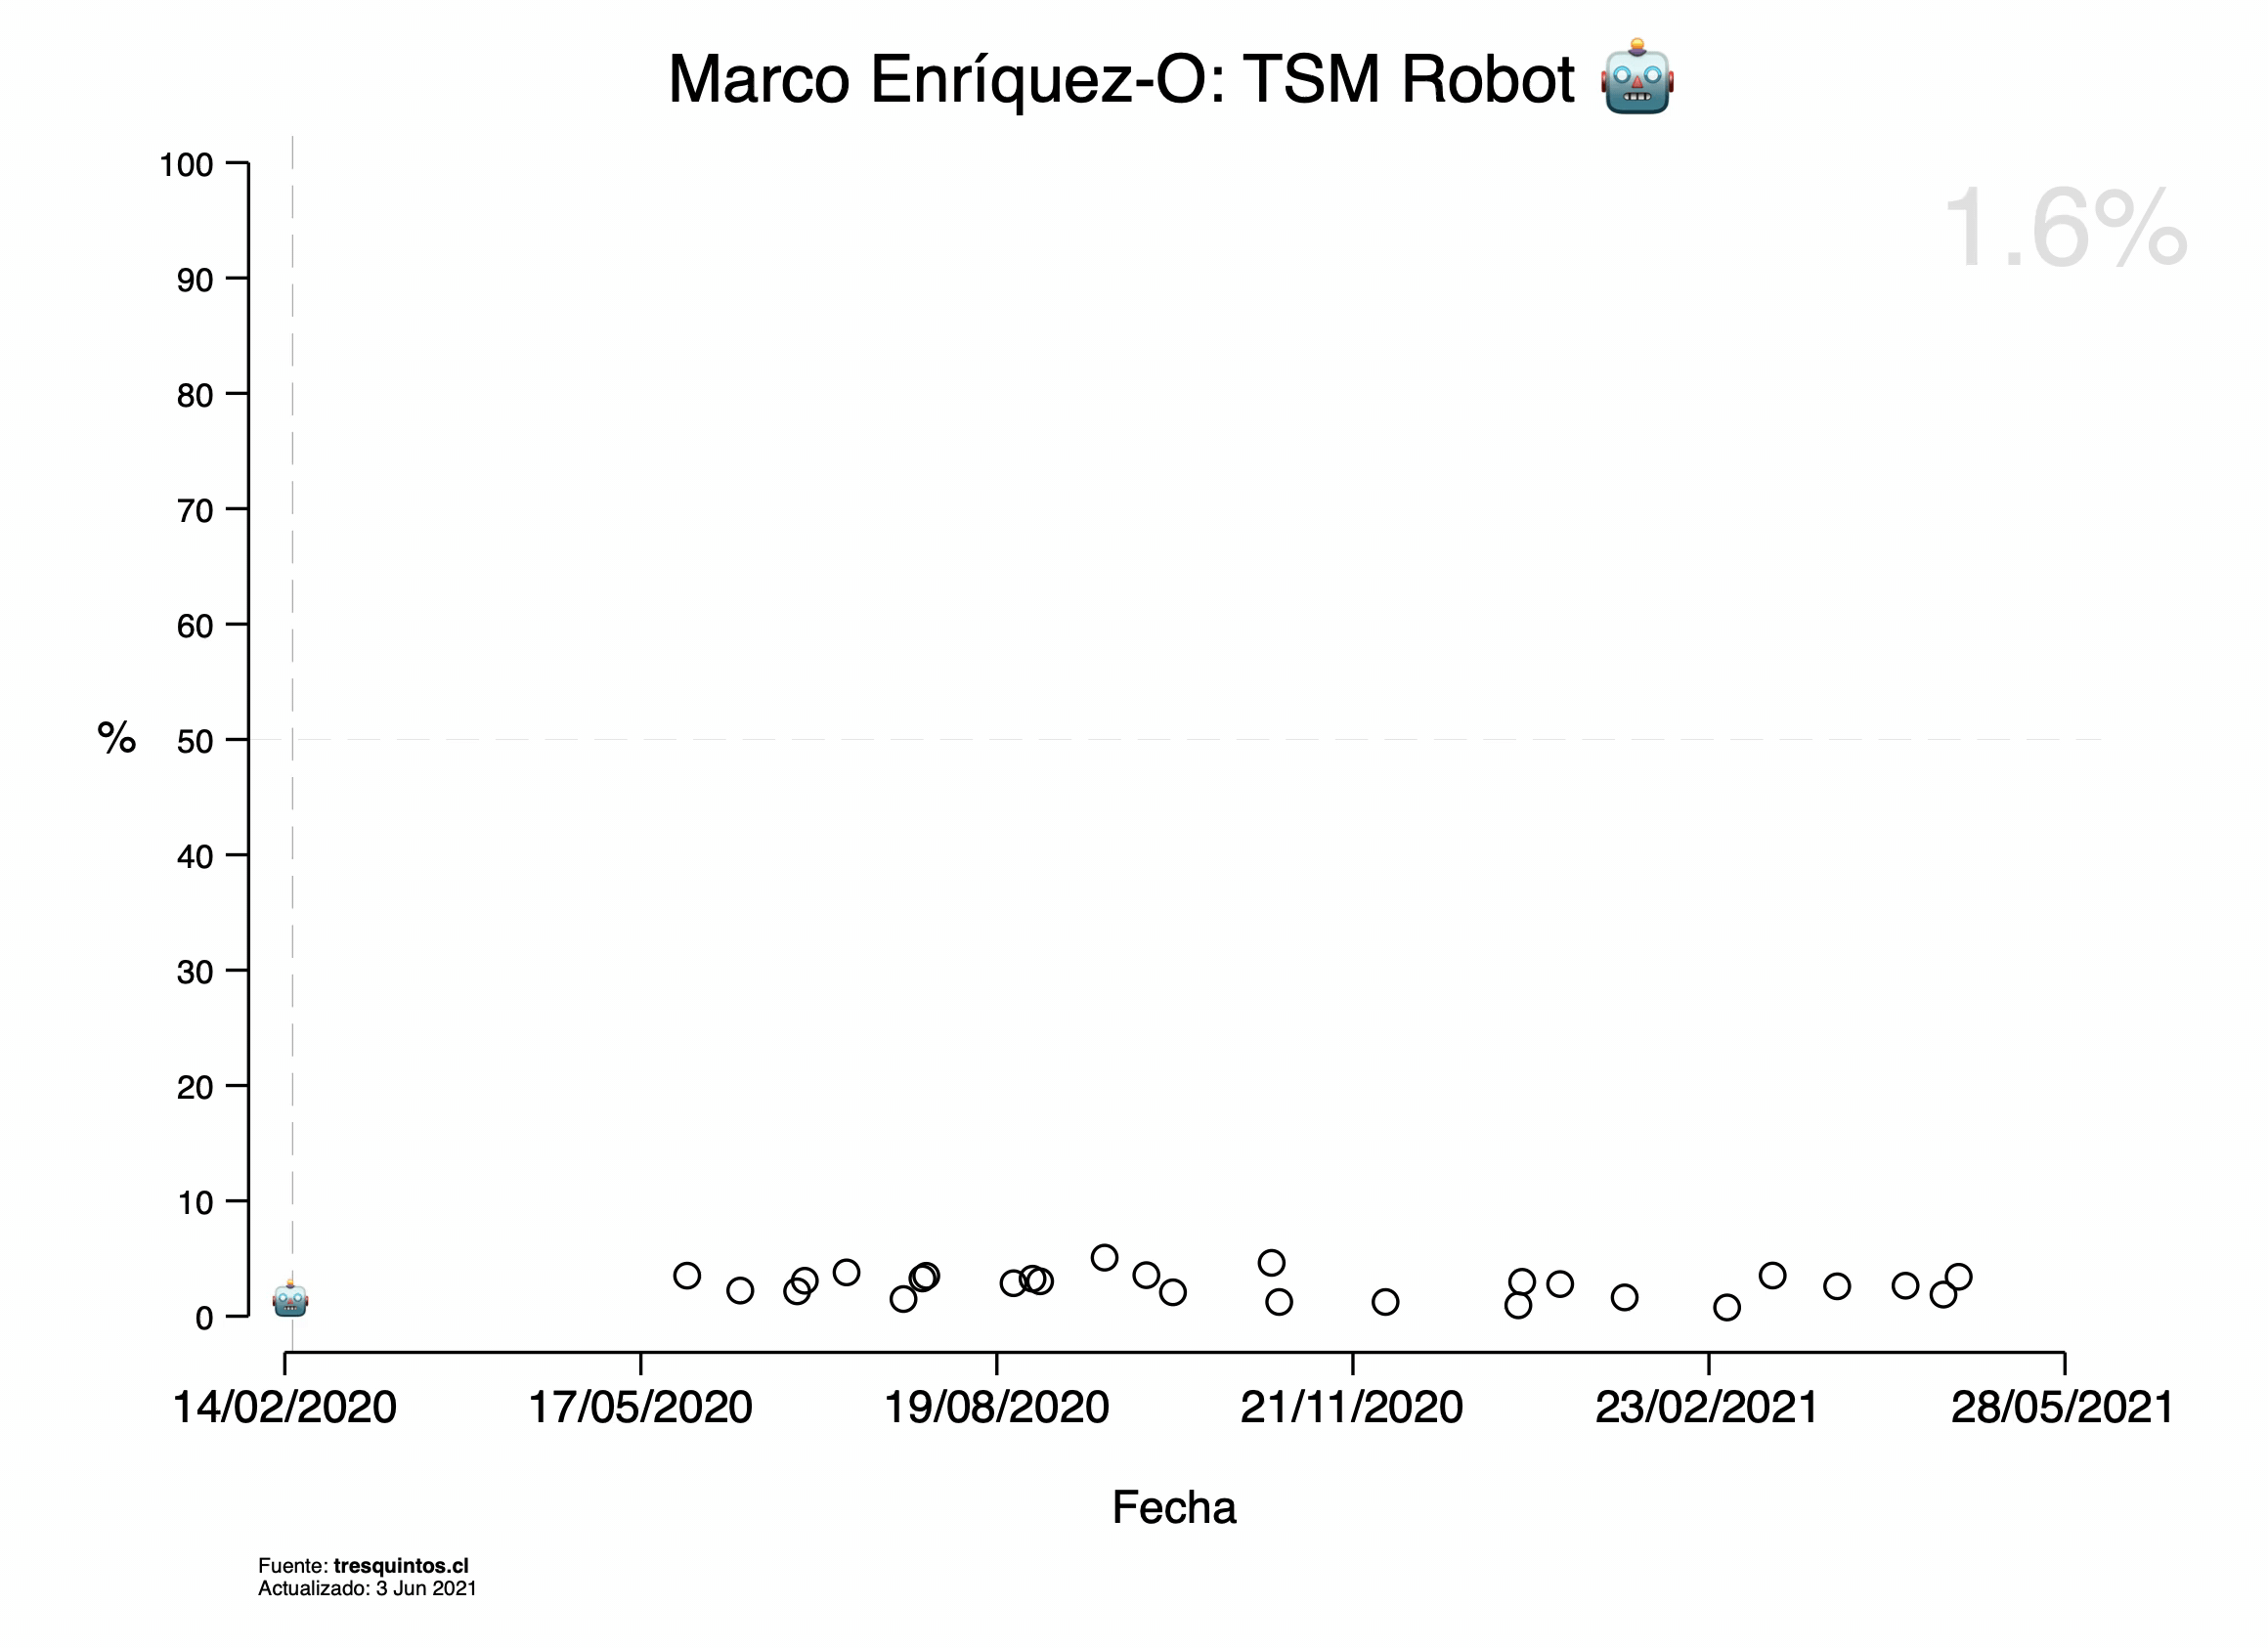 Marco Enríquez-O: TSM Robot
1.6%
100
90
80
70
60
50
40
30
20
10
0
%
14/02/2020 17/05/2020 19/08/2020 21/11/2020 23/02/2021 28/05/2021
Fecha
Fuente: tresquintos.cl
Actualizado: 3 Jun 2021